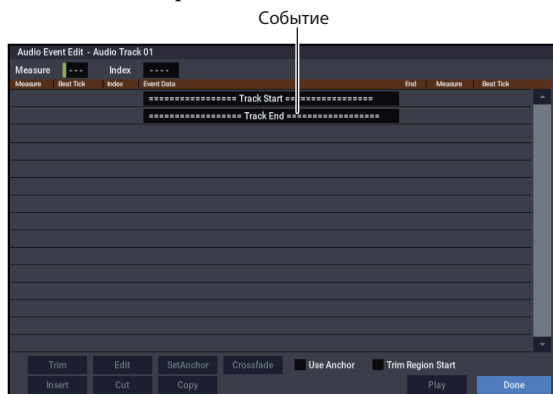 Событие
Audio Event Edit - Audio Track 01
Measure --- Index ----
Measure Beat Tick Index Event Data End Measure Beat Tick
================= Track Start =================
================== Track End ==================
Trim Edit SetAnchor Crossfade Use Anchor Trim Region Start
Insert Cut Copy Play Done